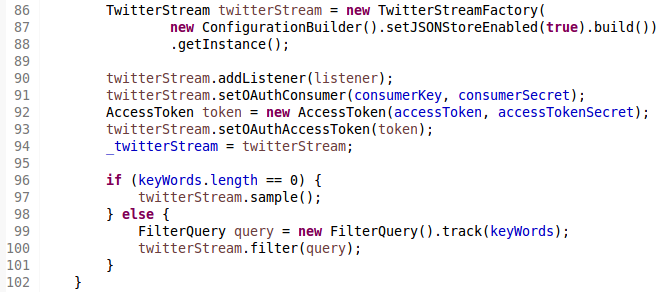 86 TwitterStream twitterStream = new TwitterStreamFactory(
87 new ConfigurationBuilder().setJSONStoreEnabled(true).build())
88 .getInstance();
89
90 twitterStream.addListener(listener);
91 twitterStream.setOAuthConsumer(consumerKey, consumerSecret);
92 AccessToken token = new AccessToken(accessToken, accessTokenSecret);
93 twitterStream.setOAuthAccessToken(token);
94 _twitterStream = twitterStream;
95
96 if (keyWords.length == 0) {
97 twitterStream.sample();
98 } else {
99 FilterQuery query = new FilterQuery().track(keyWords);
100 twitterStream.filter(query);
101 }
102 }